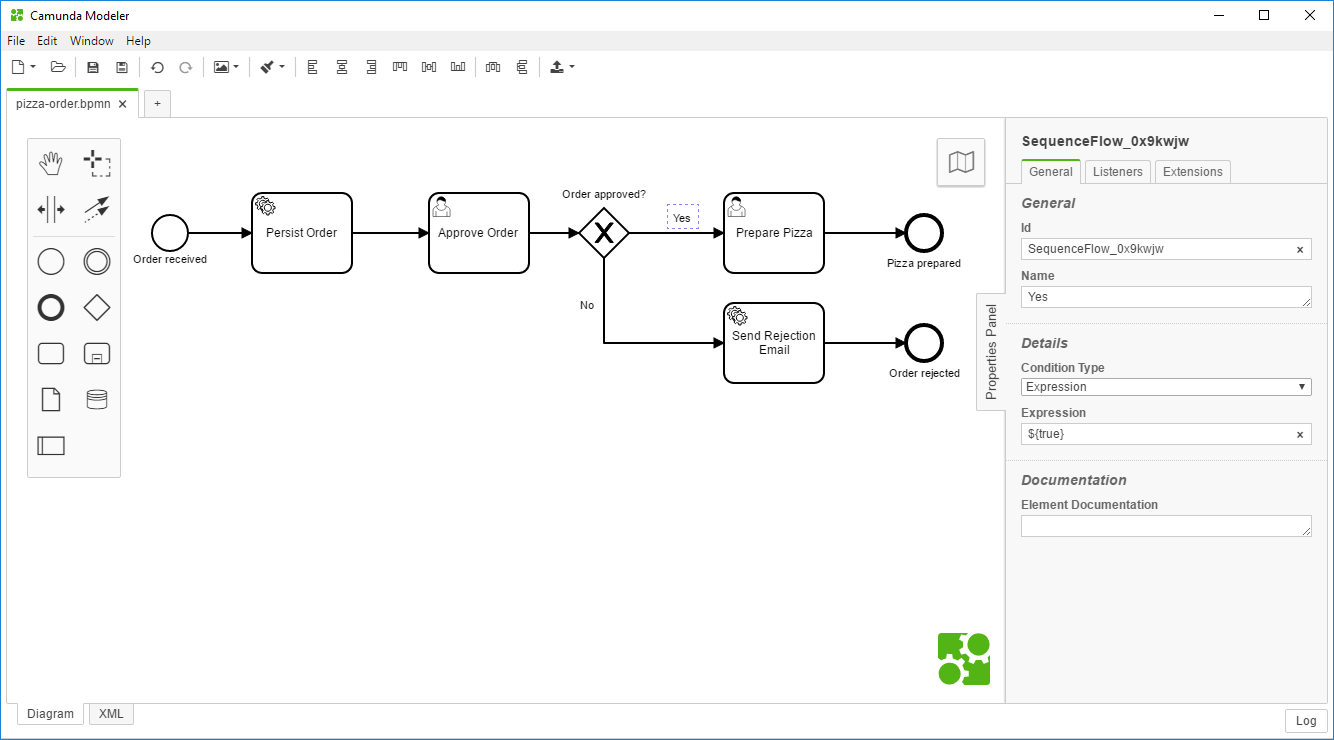 Camunda Modeler
File Edit Window Help
pizza-order.bpmn × +
Order received
Persist Order
Approve Order
Order approved?
Yes
No
Prepare Pizza
Pizza prepared
Send Rejection
Email
Order rejected
Properties Panel
SequenceFlow_0x9kwjw
General Listeners Extensions
General
Id
SequenceFlow_0x9kwjw ×
Name
Yes
Details
Condition Type
Expression
Expression
${true} ×
Documentation
Element Documentation
Diagram XML
Log